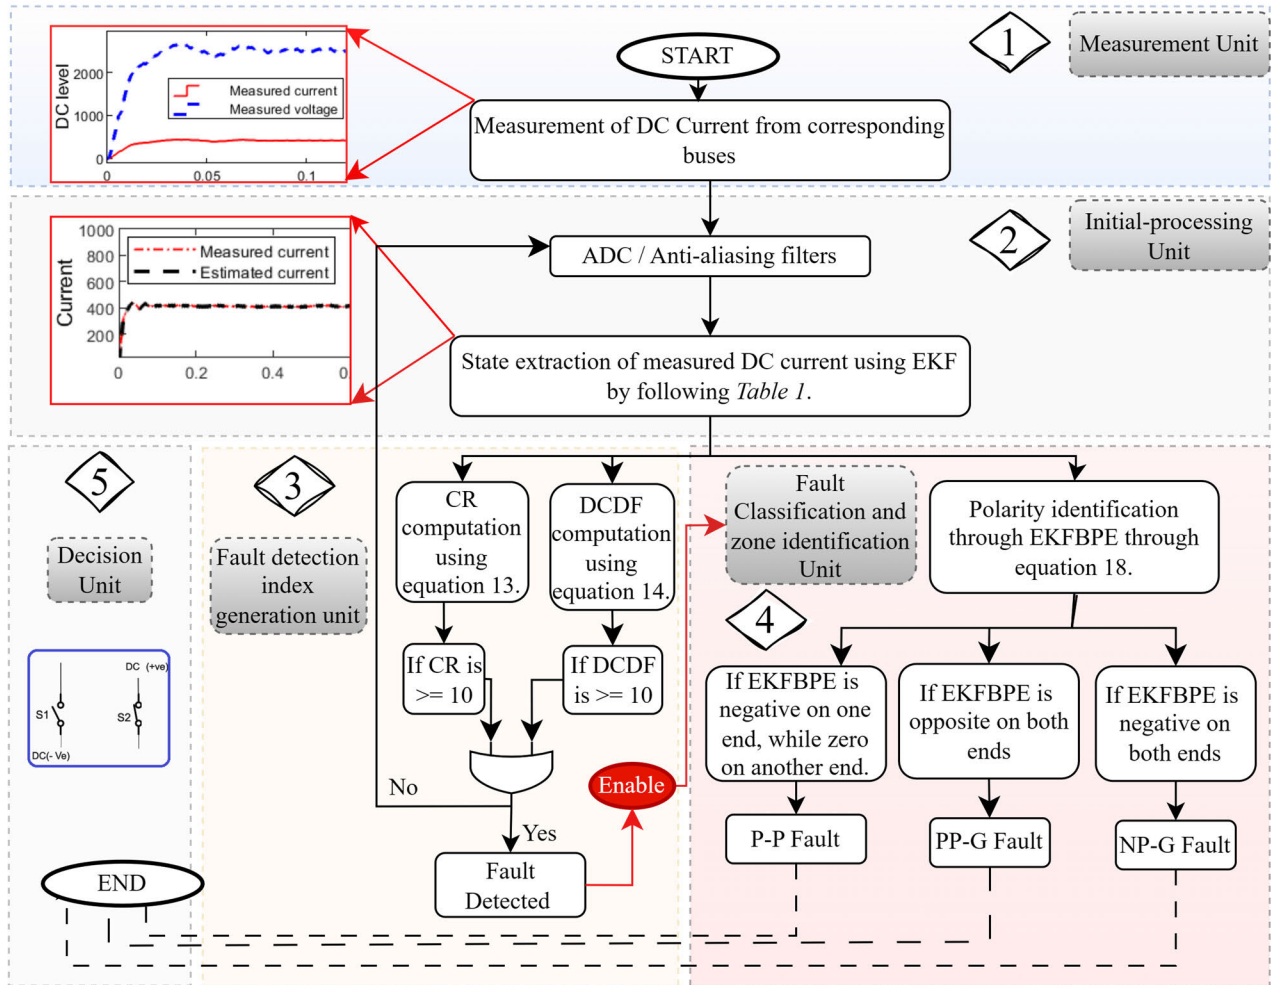 START
1
Measurement Unit
DC level
2000
1000
0
Measured current
Measured voltage
0
0.05
0.1
Measurement of DC Current from corresponding
buses
2
Initial-processing
Unit
Current
1000
800
600
400
200
Measured current
Estimated current
0
0.2
0.4
0.
ADC / Anti-aliasing filters
State extraction of measured DC current using EKF
by following Table 1.
5
Decision
Unit
S1
DC(- Ve)
DC (+ve)
S2
END
3
Fault detection
index
generation unit
CR
computation
using
equation 13.
DCDF
computation
using
equation 14.
If CR is
>= 10
If DCDF
is >= 10
No
Yes
Fault
Detected
Enable
Fault
Classification and
zone identification
Unit
4
Polarity identification
through EKFBPE through
equation 18.
If EKFBPE is
negative on one
end, while zero
on another end.
If EKFBPE is
opposite on both
ends
If EKFBPE is
negative on
both ends
P-P Fault
PP-G Fault
NP-G Fault